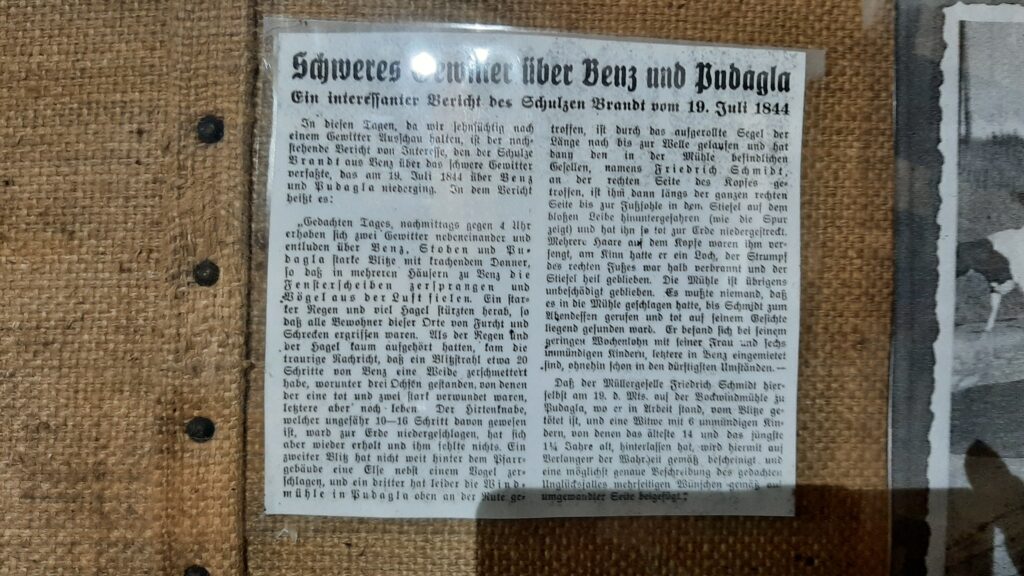 Schweres Gewitter über Benz und Pudagla
Ein interessanter Bericht des Schulzen Brandt vom 19. Juli 1844
In diesen Tagen, da wir sehnsüchtig nach
einem Gewitter Ausschau halten, ist der nach-
stehende Bericht von Interesse, den der Schulze
Brandt aus Benz über das schwere Gewitter
verfaßte, das am 19. Juli 1844 über Benz
und Pudagla niederging. In dem Bericht
heißt es:
„Gedachten Tages, nachmittags gegen 4 Uhr
erhoben sich zwei Gewitter nebeneinander und
entluden über Benz, Stoben und Pu-
dagla starke Blitze mit krachendem Donner,
so daß in mehreren Häusern zu Benz die
Fensterscheiben zersprangen und
Vögel aus der Luft fielen. Ein star-
ker Regen und viel Hagel stürzten herab, so
daß alle Bewohner dieser Orte von Furcht und
Schrecken ergriffen waren. Als der Regen und
der Hagel kaum aufgehört hatten, kam die
traurige Nachricht, daß ein Blitzstrahl etwa 20
Schritte von Benz eine Weide zerschmettert
habe, worunter drei Ochsen gestanden, von denen
der eine tot und zwei stark verwundet waren,
letztere aber noch leben. Der Hirtenknabe,
welcher ungefähr 10—16 Schritt davon gewesen
ist, ward zur Erde niedergeschlagen, hat sich
aber wieder erholt und ihm fehlte nichts. Ein
zweiter Blitz hat nicht weit hinter dem Pfarr-
gebäude eine Else nebst einem Vogel zer-
schlagen, und ein dritter hat leider die Wind-
mühle in Pudagla oben an der Rute ge-
troffen, ist durch das aufgerollte Segel der
Länge nach bis zur Welle gelaufen und hat
dann den in der Mühle befindlichen
Gesellen, namens Friedrich Schmidt,
an der rechten Seite des Kopfes ge-
troffen, ist ihm dann längs der ganzen rechten
Seite bis zur Fußsohle in den Stiefel auf dem
bloßen Leibe hinuntergefahren (wie die Spur
zeigt) und hat ihn so tot zur Erde niedergestreckt.
Mehrere Haare auf dem Kopfe waren ihm ver-
sengt, am Kinn hatte er ein Loch, der Strumpf
des rechten Fußes war halb verbrannt und der
Stiefel heil geblieben. Die Mühle ist übrigens
unbeschädigt geblieben. Es wußte niemand, daß
es in die Mühle geschlagen hatte, bis Schmidt zum
Abendessen gerufen und tot auf seinem Gesichte
liegend gefunden ward. Er befand sich bei seinem
geringen Wochenlohn mit seiner Frau und sechs
unmündigen Kindern, letztere in Benz eingemietet
sind, ohnehin schon in den dürftigsten Umständen.—
Daß der Müllergeselle Friedrich Schmidt hier-
selbst am 19. d. Mts. auf der Bockwindmühle zu
Pudagla, wo er in Arbeit stand, vom Blitze ge-
tötet ist, und eine Witwe mit 6 unmündigen Kin-
dern, von denen das älteste 14 und das jüngste
1¼ Jahre alt, hinterlassen hat, wird hiermit auf
Verlangen der Wahrzeit gemäß bescheinigt und
eine möglichst genaue Beschreibung des gedachten
Unglücksfalles mehrseitigen Wünschen gemäß auf
umgewandter Seite beigefügt.“